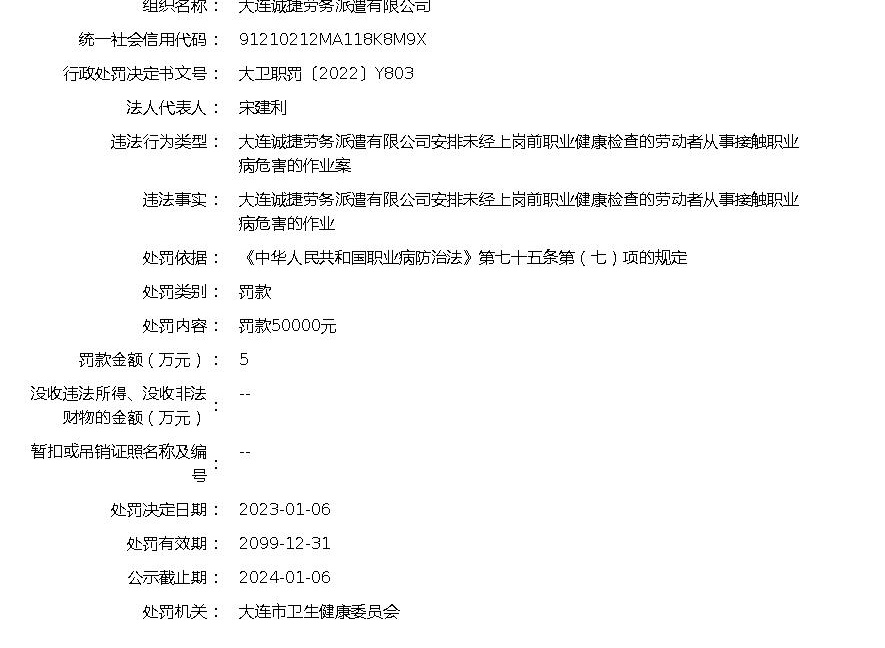 组织名称： 大连诚捷劳务派遣有限公司
统一社会信用代码： 91210212MA118K8M9X
行政处罚决定书文号： 大卫职罚〔2022〕Y803
法人代表人： 宋建利
违法行为类型： 大连诚捷劳务派遣有限公司安排未经上岗前职业健康检查的劳动者从事接触职业
病危害的作业案
违法事实： 大连诚捷劳务派遣有限公司安排未经上岗前职业健康检查的劳动者从事接触职业
病危害的作业
处罚依据： 《中华人民共和国职业病防治法》第七十五条第（七）项的规定
处罚类别： 罚款
处罚内容： 罚款50000元
罚款金额（万元）： 5
没收违法所得、没收非法
财物的金额（万元）： --
暂扣或吊销证照名称及编
号： --
处罚决定日期： 2023-01-06
处罚有效期： 2099-12-31
公示截止期： 2024-01-06
处罚机关： 大连市卫生健康委员会